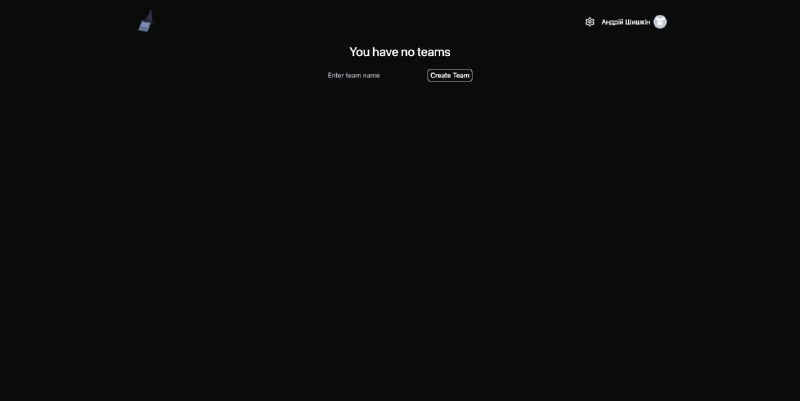 Андрій Шишкін
You have no teams
Enter team name
Create Team